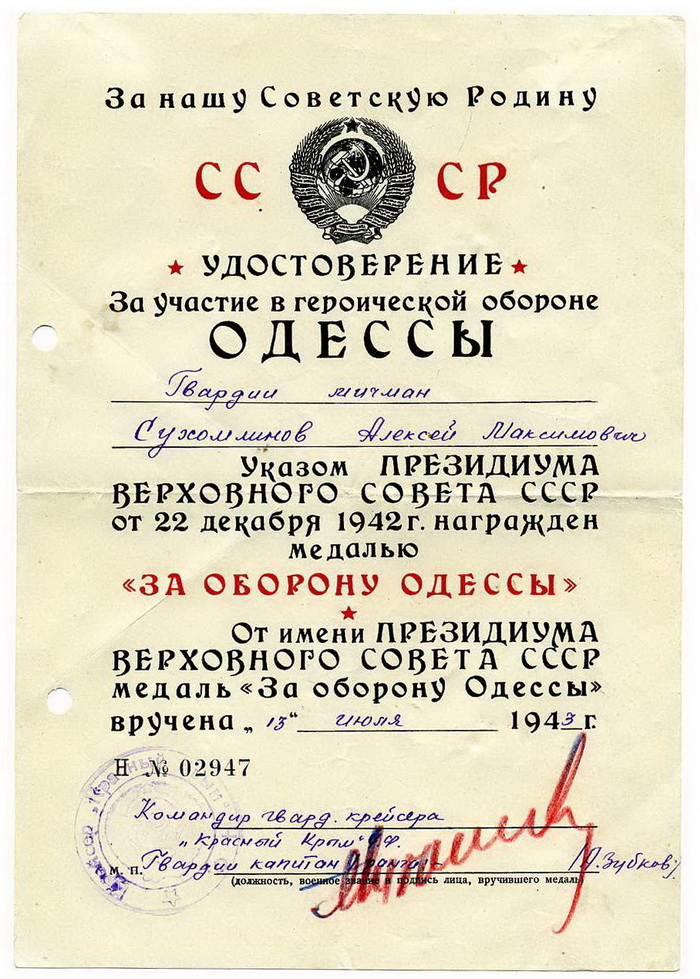 За нашу Советскую Родину
СС СР
УДОСТОВЕРЕНИЕ
За участие в героической обороне
ОДЕССЫ
Гвардии мичман
Сухомлинов Алексей Максимович
Указом ПРЕЗИДИУМА
ВЕРХОВНОГО СОВЕТА СССР
от 22 декабря 1942 г. награжден
медалью
«ЗА ОБОРОНУ ОДЕССЫ»
От имени ПРЕЗИДИУМА
ВЕРХОВНОГО СОВЕТА СССР
медаль «За оборону Одессы»
вручена „13" июля 1943 г.
Н № 02947
Командир гвард. крейсера
„Красный Крым"
Гвардии капитан ранга - /А. Зубков/
М. П.
(должность, военное звание и подпись лица, вручившего медаль)